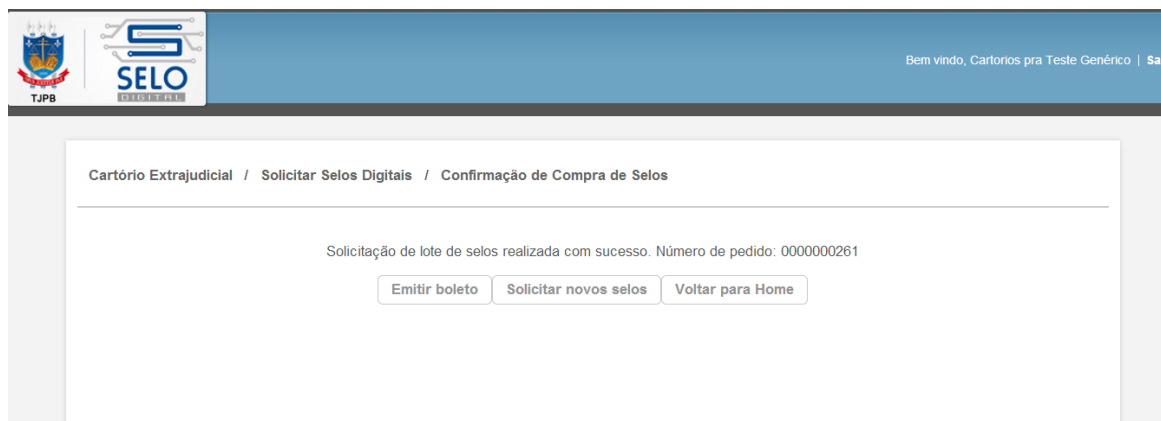 TJPB
SELO
DIGITAL
Bem vindo, Cartorios pra Teste Genérico | Sa
Cartório Extrajudicial / Solicitar Selos Digitais / Confirmação de Compra de Selos
Solicitação de lote de selos realizada com sucesso. Número de pedido: 0000000261
Emitir boleto
Solicitar novos selos
Voltar para Home